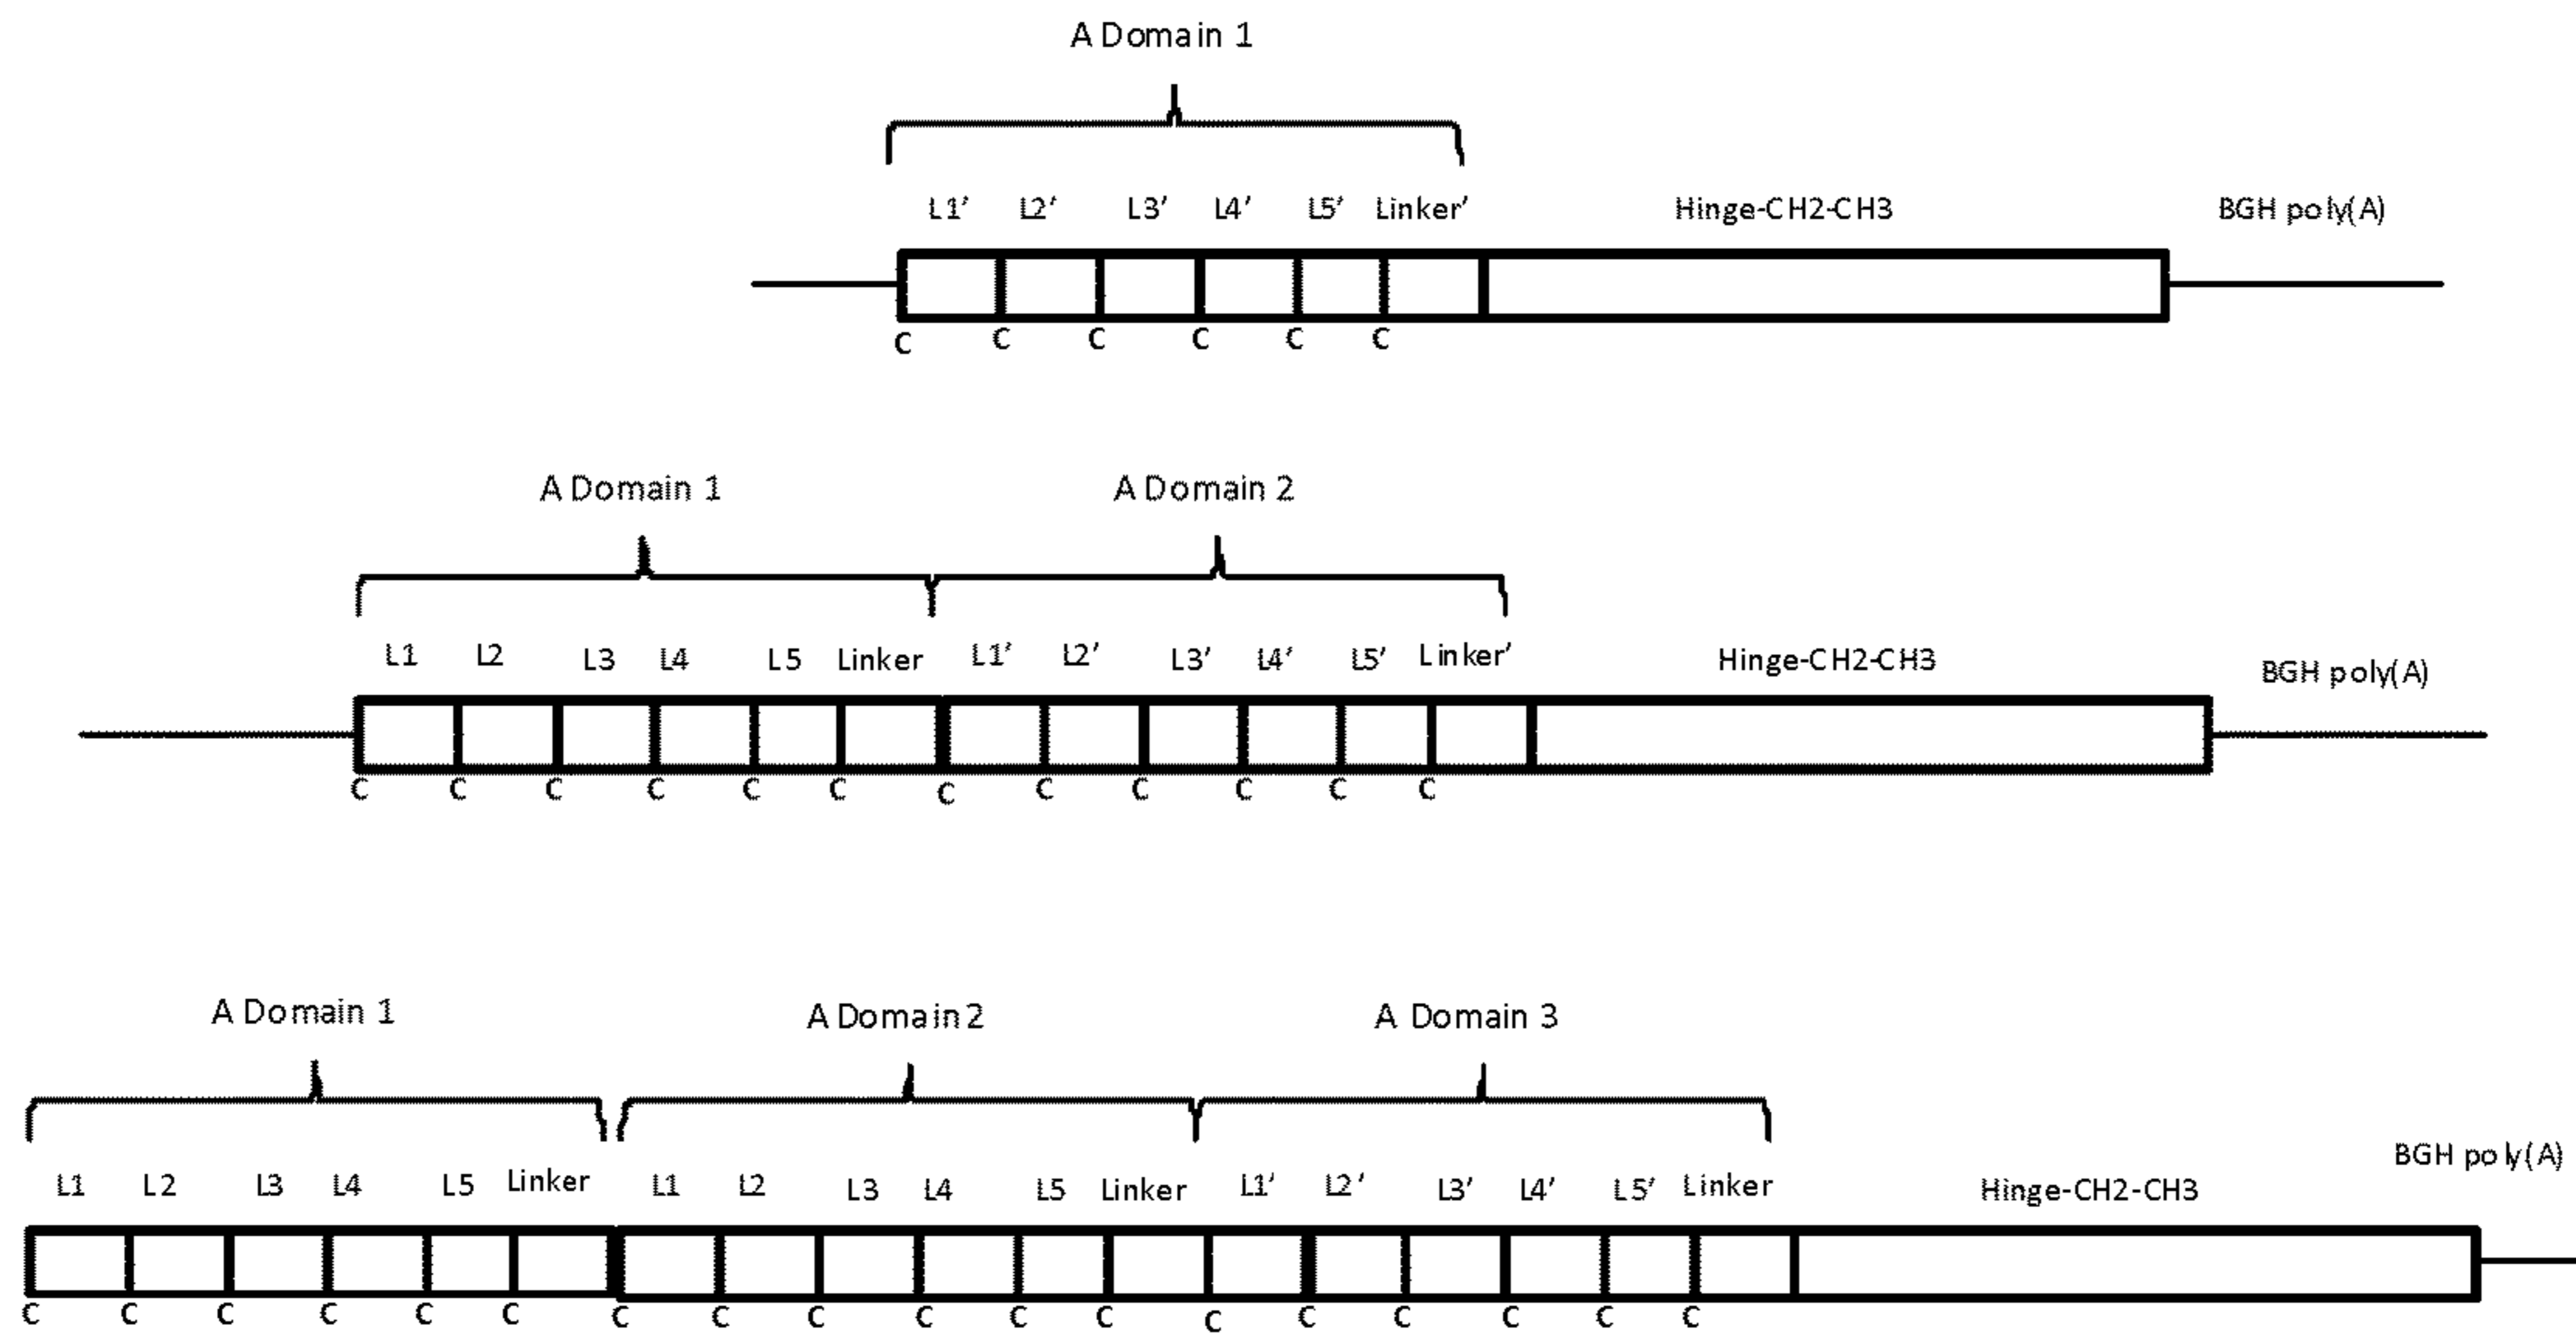 A Domain 1
L1’ L2’ L3’ L4’ L5’ Linker’ Hinge-CH2-CH3 BGH poly(A)
C C C C C C
A Domain 1 A Domain 2
L1 L2 L3 L4 L5 Linker L1’ L2’ L3’ L4’ L5’ Linker’ Hinge-CH2-CH3 BGH poly(A)
C C C C C C C C C C C C
A Domain 1 A Domain 2 A Domain 3
L1 L2 L3 L4 L5 Linker L1 L2 L3 L4 L5 Linker L1’ L2’ L3’ L4’ L5’ Linker Hinge-CH2-CH3 BGH poly(A)
C C C C C C C C C C C C C C C C C C